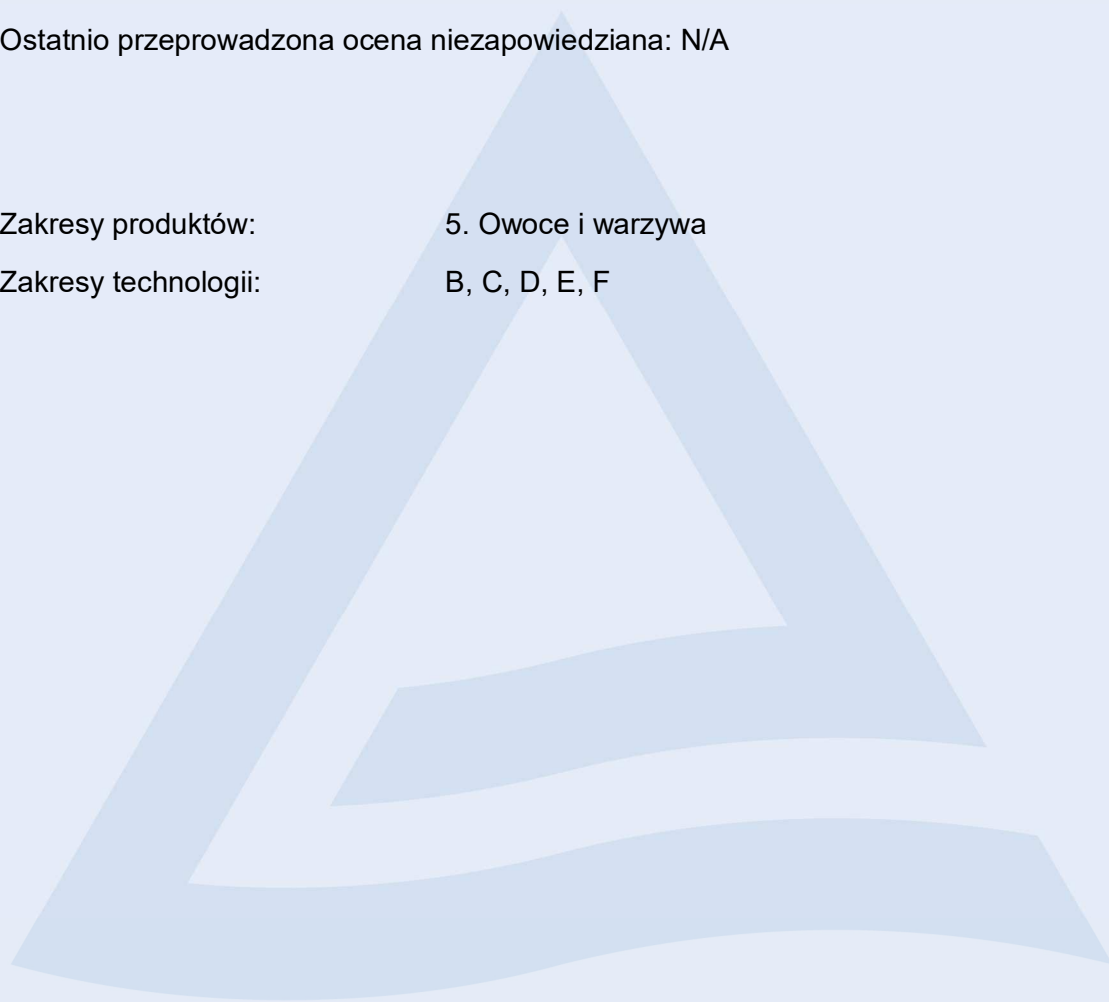 Ostatnio przeprowadzona ocena niezapowiedziana: N/A
Zakresy produktów: 5. Owoce i warzywa
Zakresy technologii: B, C, D, E, F